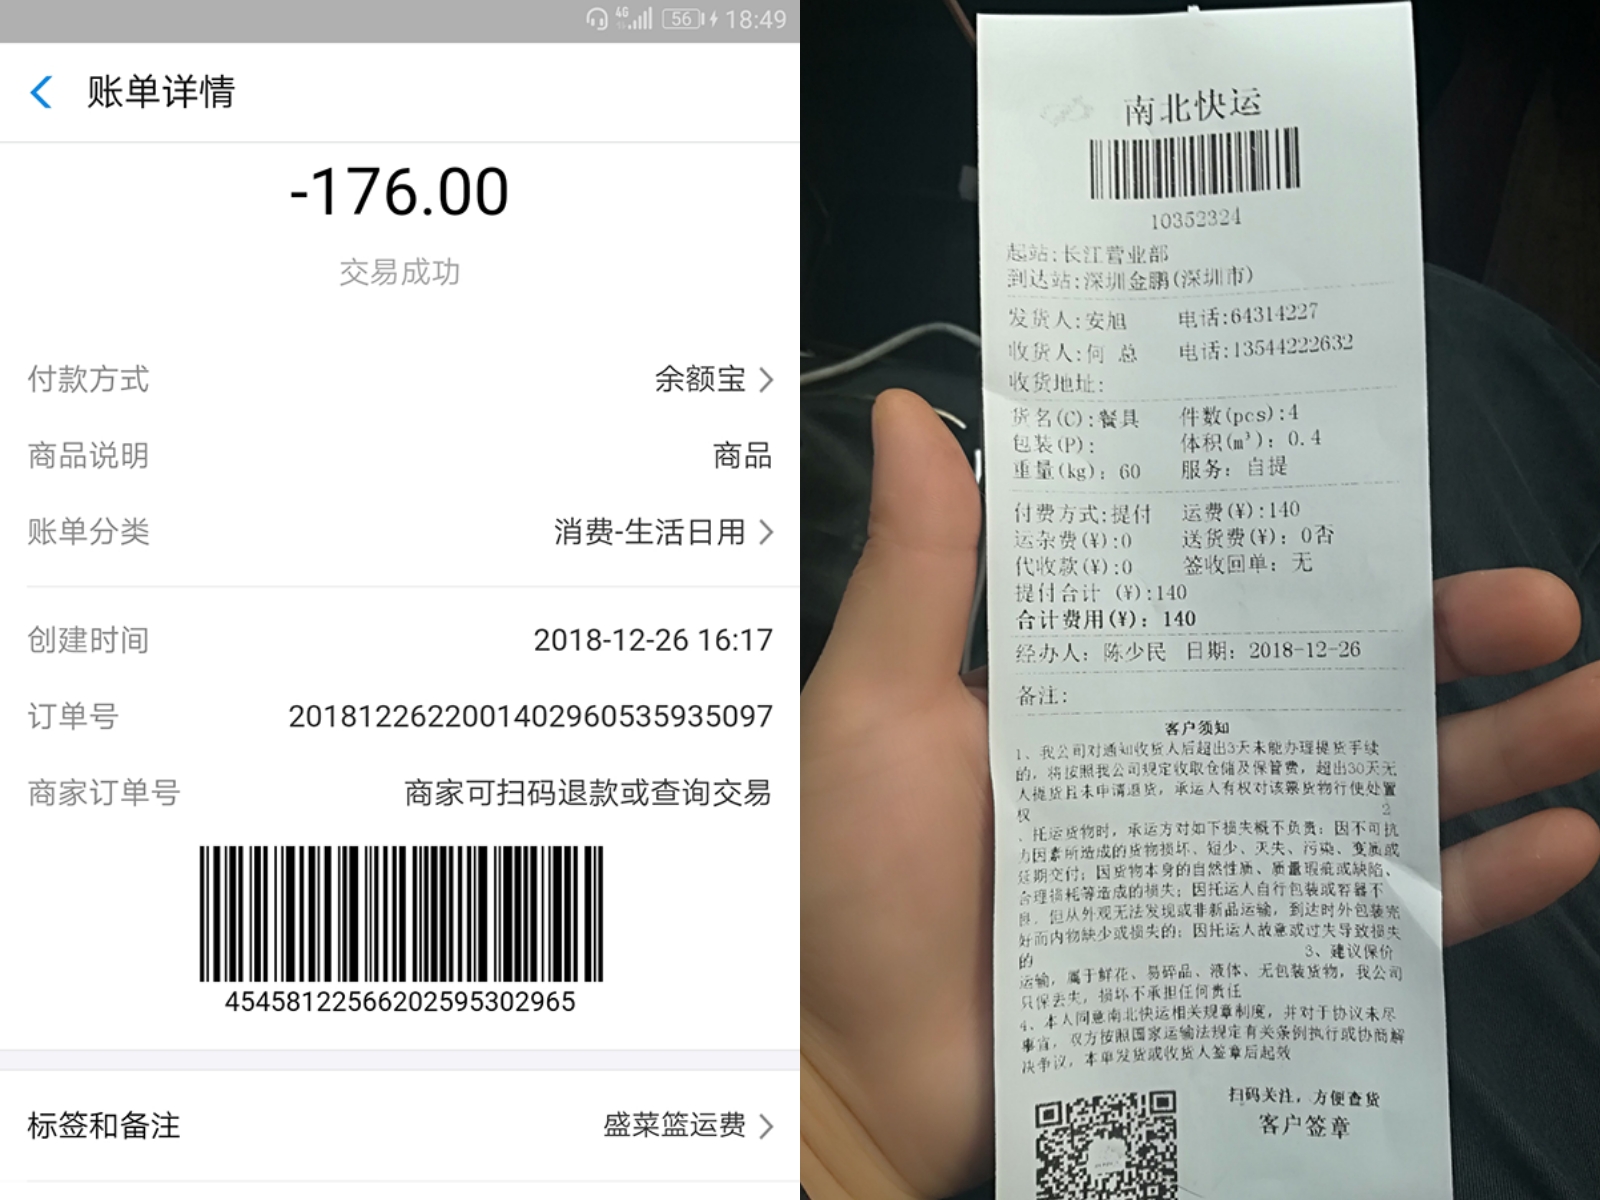 4G 56 18:49
账单详情
-176.00
交易成功
付款方式 余额宝
商品说明 商品
账单分类 消费-生活日用
创建时间 2018-12-26 16:17
订单号 2018122622001402960535935097
商家订单号 商家可扫码退款或查询交易
45458122566202595302965
标签和备注 盛菜篮运费
南北快运
10352324
起站:长江营业部
到达站:深圳金鹏(深圳市)
发货人:安旭 电话:64314227
收货人:何 总 电话:13544222632
收货地址:
货名(C):餐具 件数(pcs):4
包装(P): 体积(m³): 0.4
重量(kg): 60 服务: 自提
付费方式:提付 运费(¥):140
运杂费(¥):0 送货费(¥): 0否
代收款(¥):0 签收回单: 无
提付合计 (¥):140
合计费用(¥): 140
经办人: 陈少民 日期: 2018-12-26
备注:
客户须知
1、我公司对通知收货人后超出3天未能办理提货手续
的, 将按照我公司规定收取仓储及保管费, 超出30天无
人提货且未申请退货, 承运人有权对该票货物行使处置
权 2
、托运货物时, 承运方对如下损失概不负责: 因不可抗
力因素所造成的货物损坏、短少、灭失、污染、变质或
延期交付; 因货物本身的自然性质、质量瑕疵或缺陷、
合理损耗等造成的损失; 因托运人自行包装或容器不
良, 但从外观无法发现或非新品运输, 到达时外包装完
好而内物缺少或损失的; 因托运人故意或过失导致损失
的 3、建议保价
运输, 属于鲜花、易碎品、液体、无包装货物, 我公司
只保丢失, 损坏不承担任何责任
4、本人同意南北快运相关规章制度, 并对于协议未尽
事宜, 双方按照国家运输法规定有关条例执行或协商解
决争议, 本单发货或收货人签章后起效
扫码关注, 方便查货
客户签章